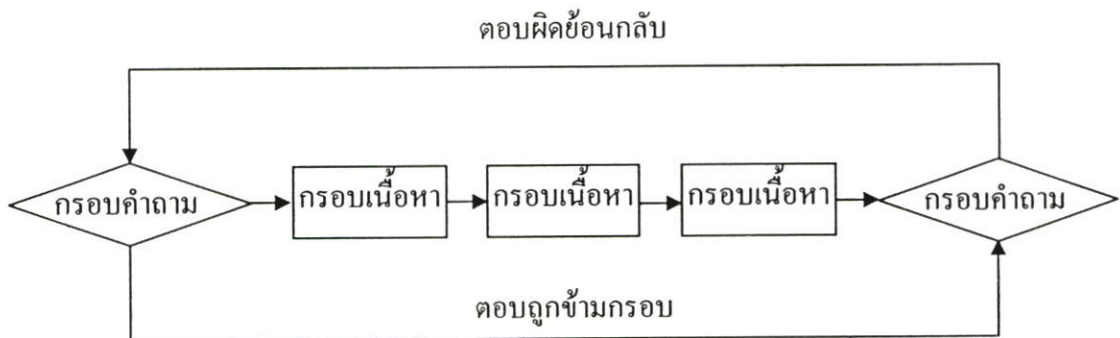 ตอบผิดย้อนกลับ
กรอบคำถาม
กรอบเนื้อหา
กรอบเนื้อหา
กรอบเนื้อหา
กรอบคำถาม
ตอบถูกข้ามกรอบ